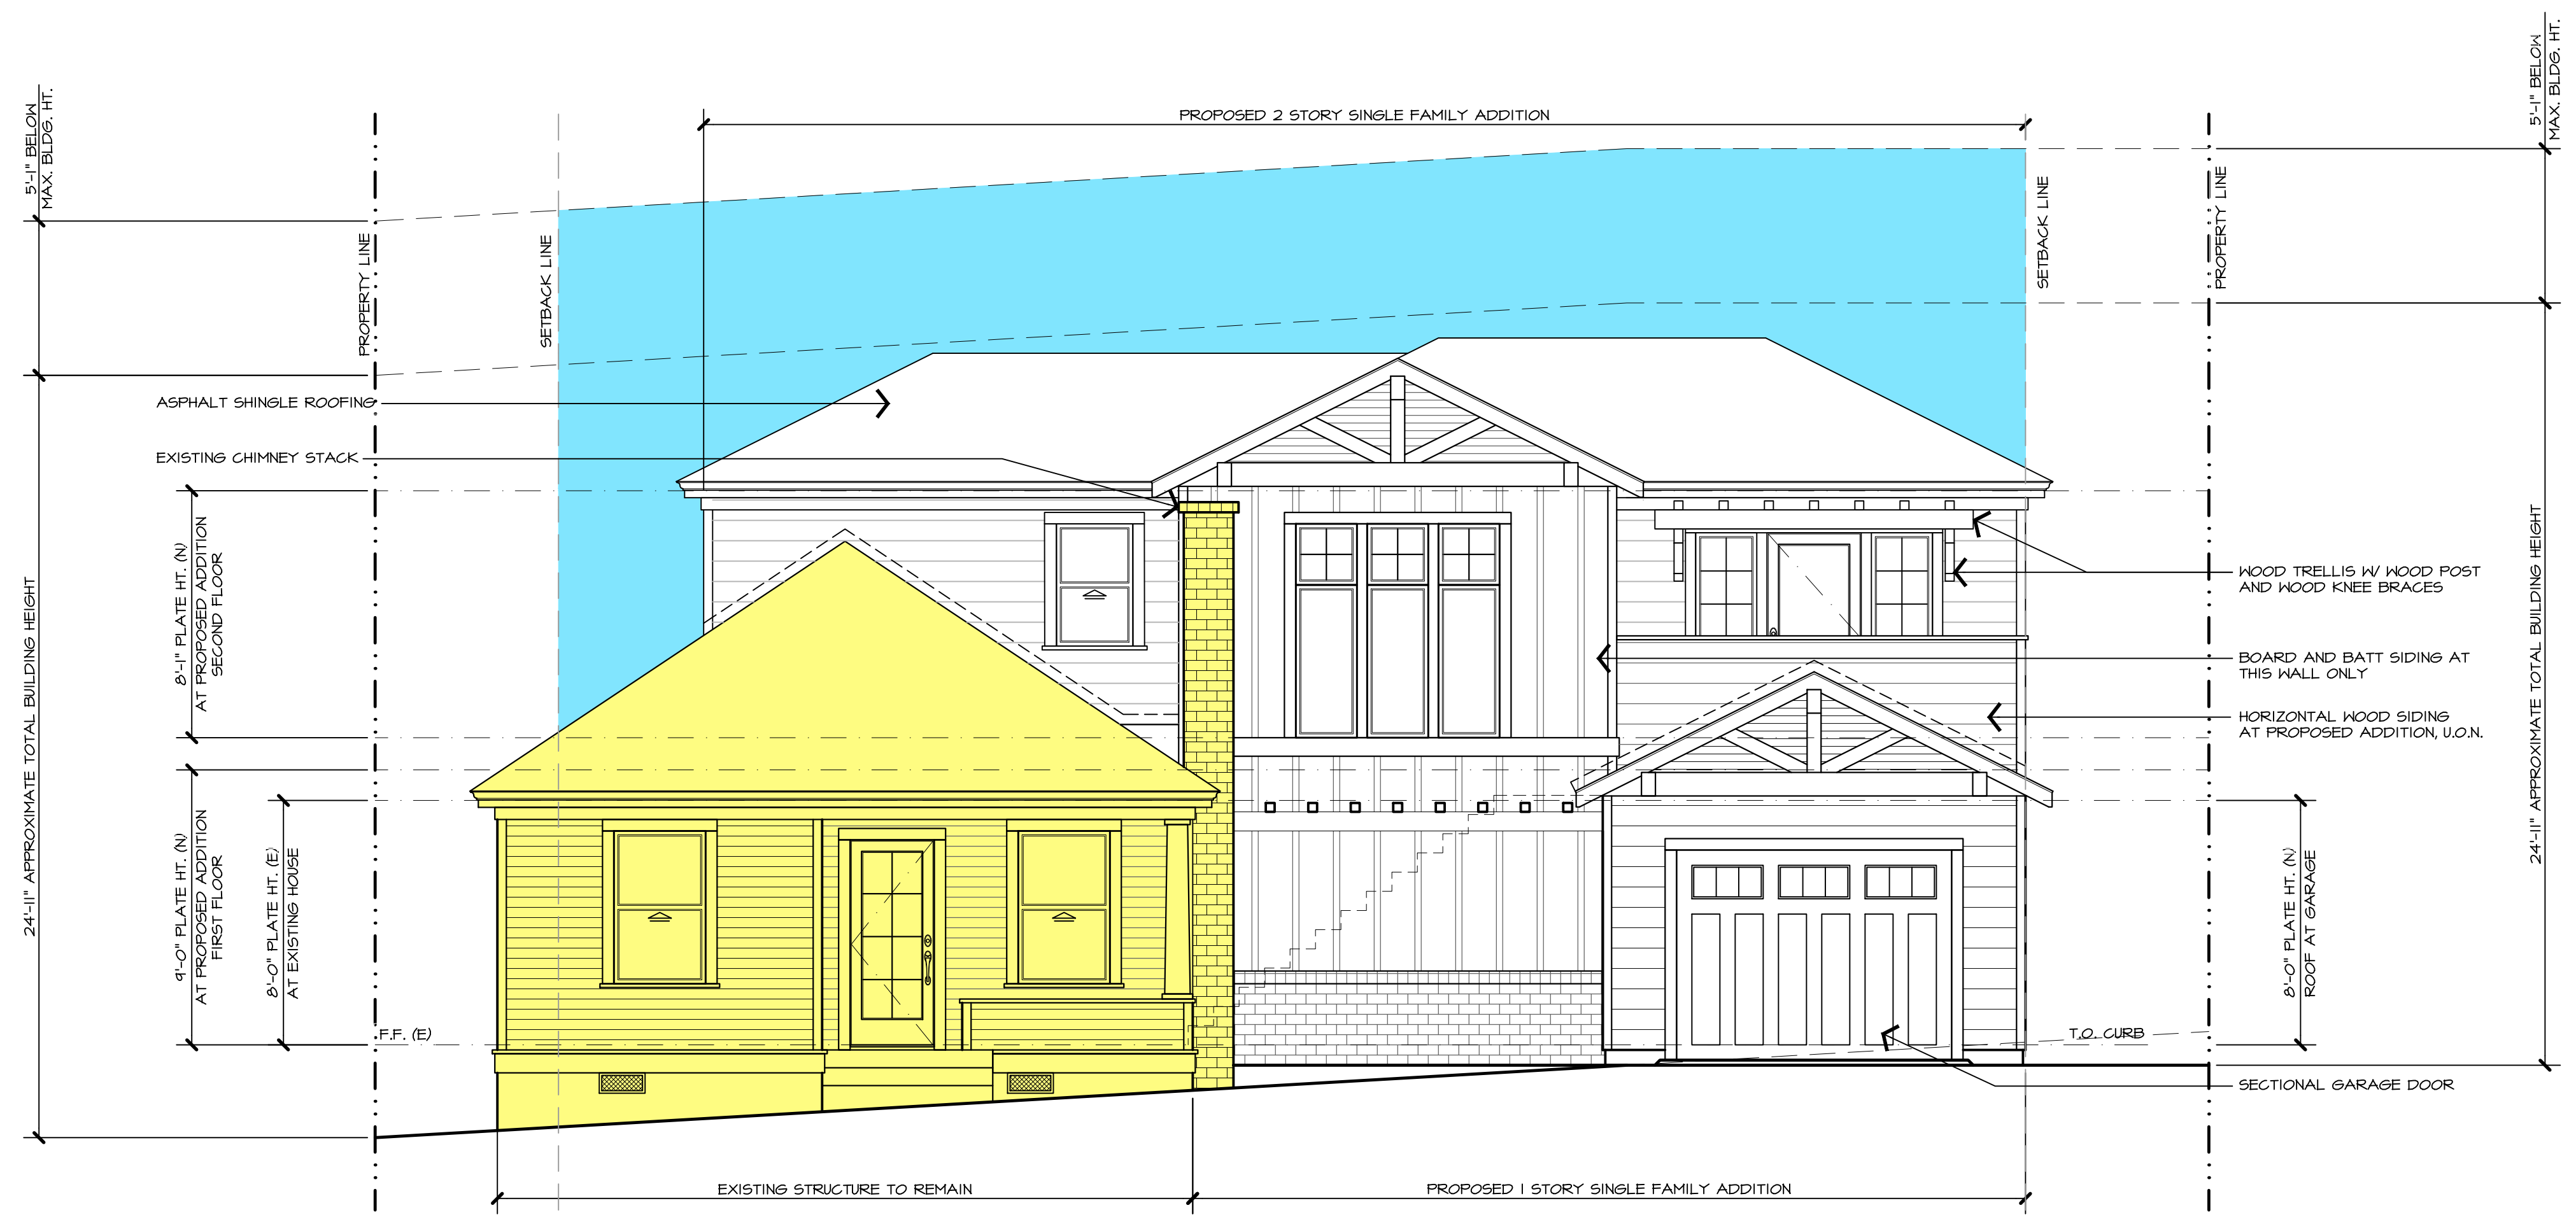 5'-1" BELOW
MAX. BLDG. HT.
5'-1" BELOW
MAX. BLDG. HT.
PROPOSED 2 STORY SINGLE FAMILY ADDITION
PROPERTY LINE
SETBACK LINE
SETBACK LINE
PROPERTY LINE
ASPHALT SHINGLE ROOFING
EXISTING CHIMNEY STACK
24'-11" APPROXIMATE TOTAL BUILDING HEIGHT
8'-1" PLATE HT. (N)
AT PROPOSED ADDITION
SECOND FLOOR
9'-0" PLATE HT. (N)
AT PROPOSED ADDITION
FIRST FLOOR
8'-0" PLATE HT. (E)
AT EXISTING HOUSE
F.F. (E)
WOOD TRELLIS W/ WOOD POST
AND WOOD KNEE BRACES
BOARD AND BATT SIDING AT
THIS WALL ONLY
HORIZONTAL WOOD SIDING
AT PROPOSED ADDITION, U.O.N.
24'-11" APPROXIMATE TOTAL BUILDING HEIGHT
8'-0" PLATE HT. (N)
ROOF AT GARAGE
T.O. CURB
SECTIONAL GARAGE DOOR
EXISTING STRUCTURE TO REMAIN
PROPOSED 1 STORY SINGLE FAMILY ADDITION